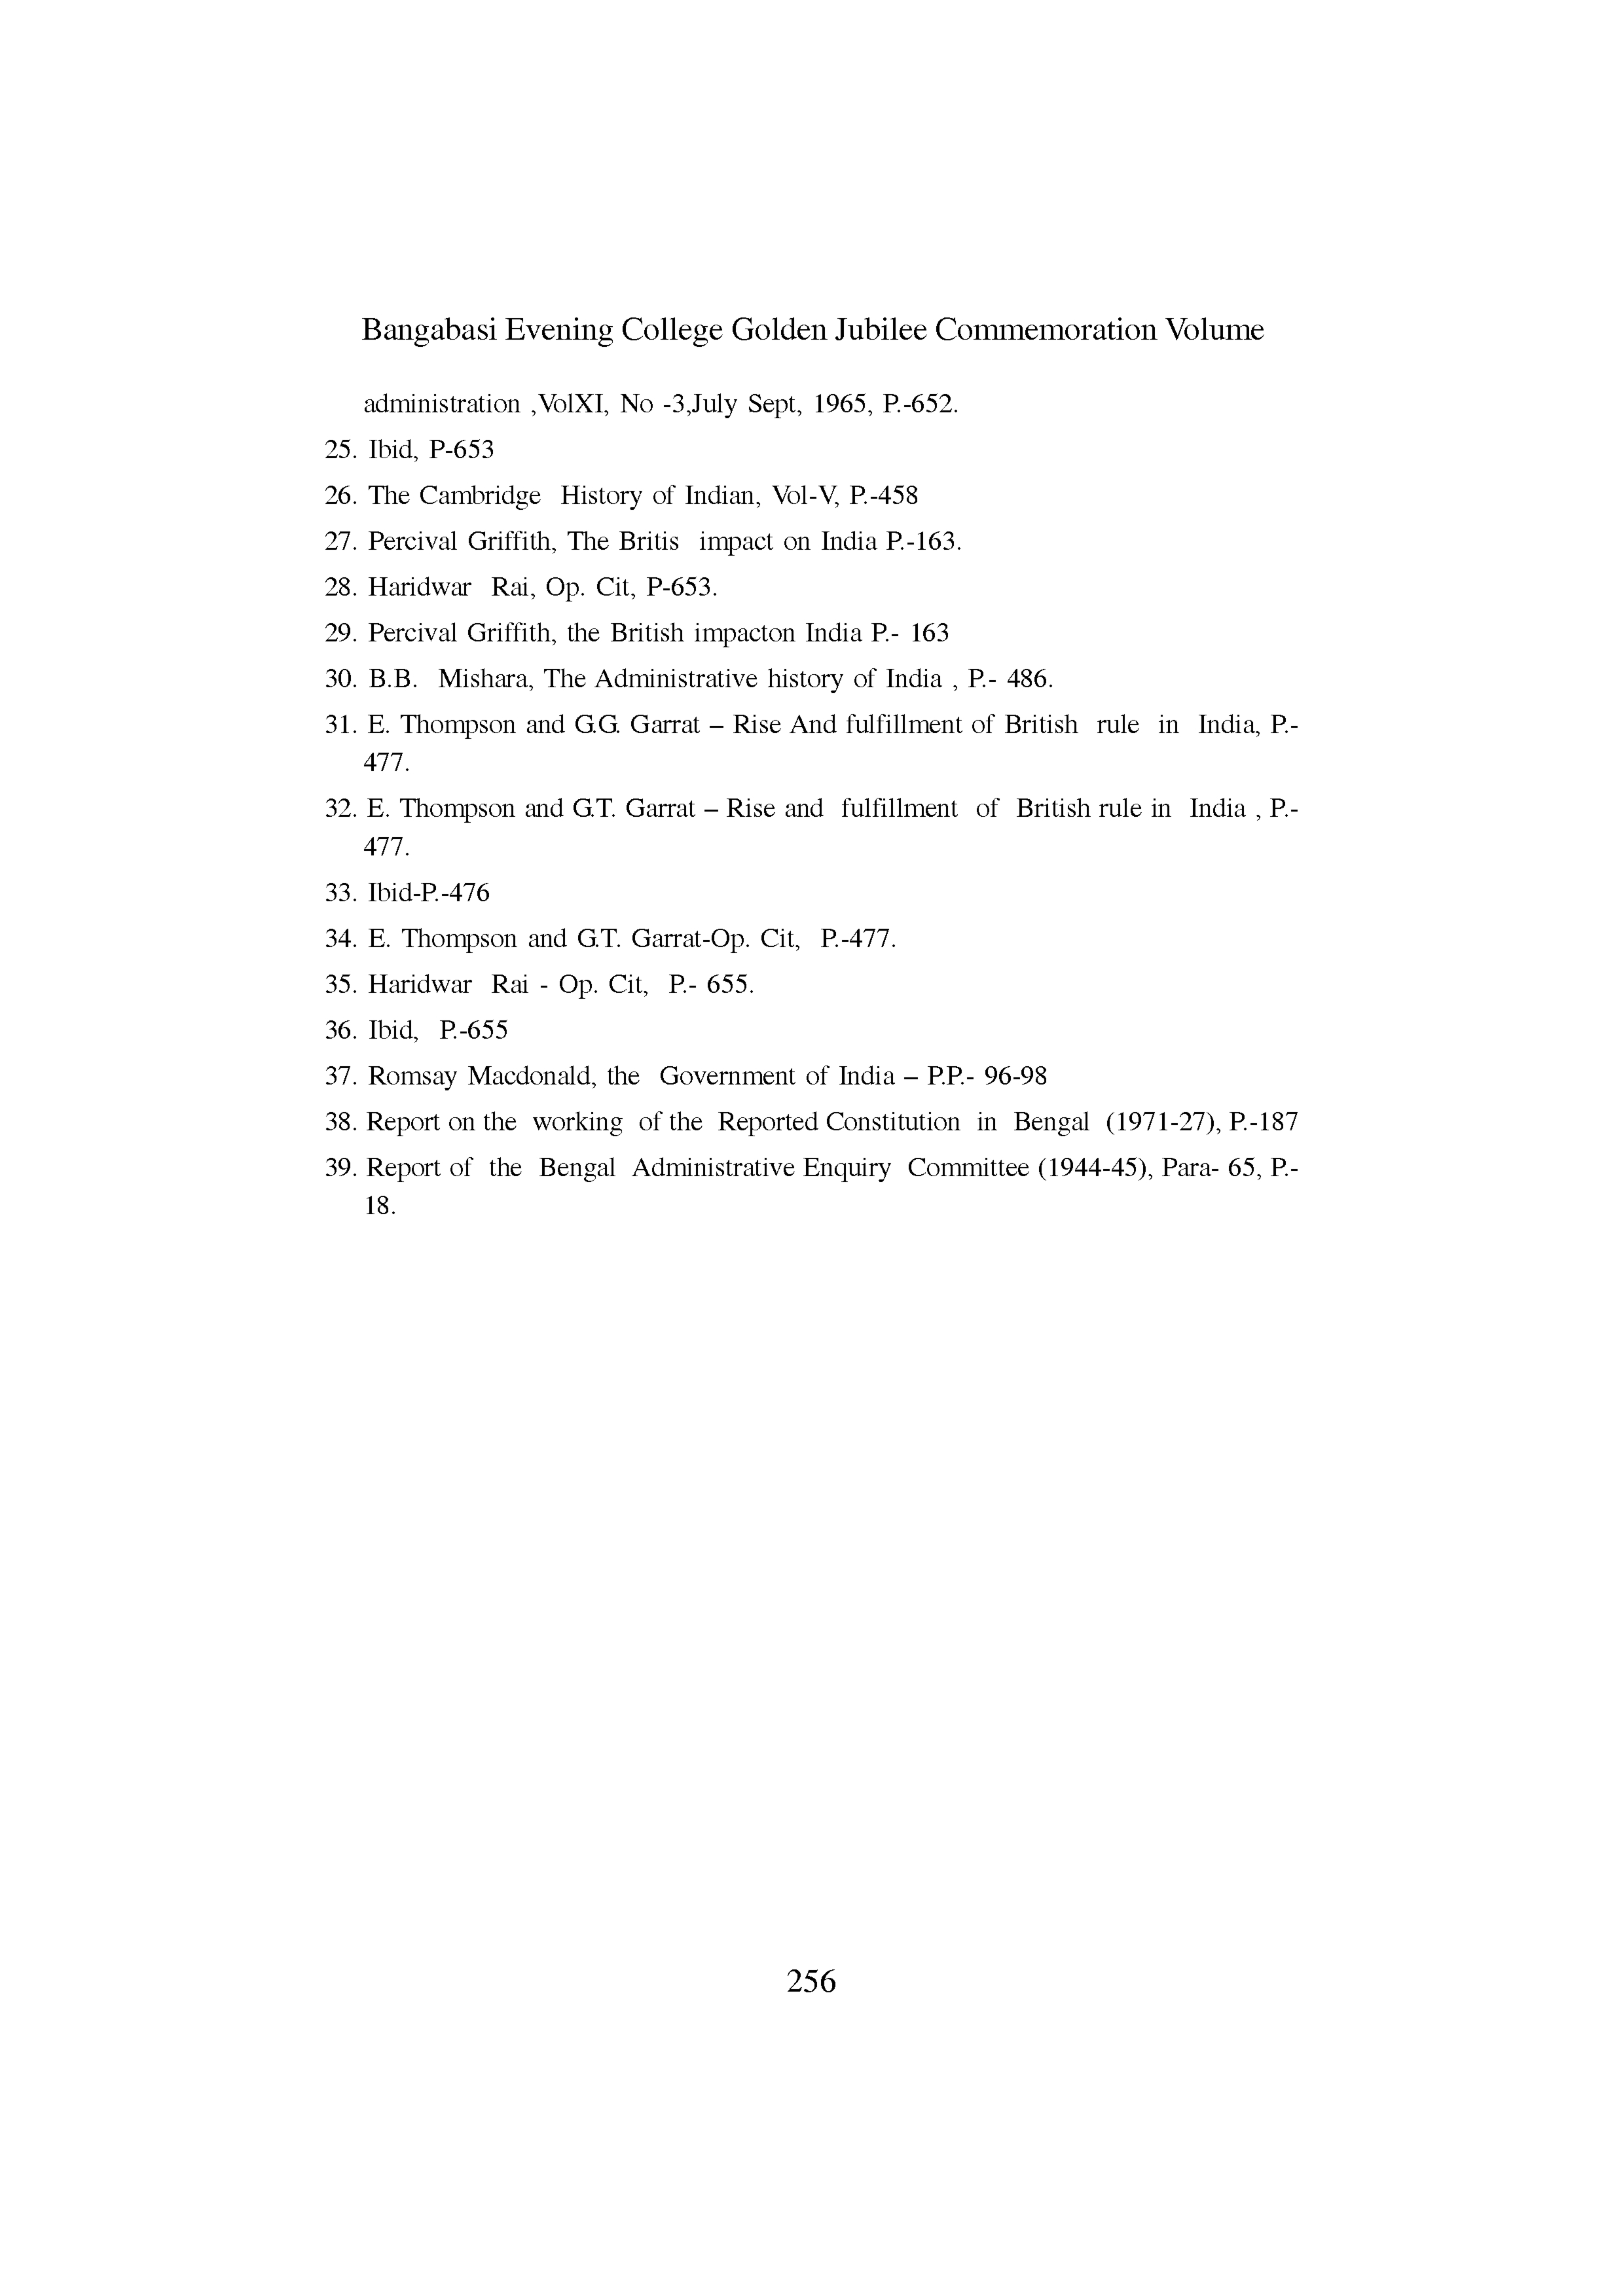 Bangabasi Evening College Golden Jubilee Commemoration Volume
administration ,VolXI, No -3,July Sept, 1965, P.-652.
25. Ibid, P-653
26. The Cambridge History of Indian, Vol-V, P.-458
27. Percival Griffith, The Britis impact on India P.-163.
28. Haridwar Rai, Op. Cit, P-653.
29. Percival Griffith, the British impacton India P.- 163
30. B.B. Mishara, The Administrative history of India , P.- 486.
31. E. Thompson and G.G. Garrat – Rise And fulfillment of British rule in India, P.-
477.
32. E. Thompson and G.T. Garrat – Rise and fulfillment of British rule in India , P.-
477.
33. Ibid-P.-476
34. E. Thompson and G.T. Garrat-Op. Cit, P.-477.
35. Haridwar Rai - Op. Cit, P.- 655.
36. Ibid, P.-655
37. Romsay Macdonald, the Government of India – P.P.- 96-98
38. Report on the working of the Reported Constitution in Bengal (1971-27), P.-187
39. Report of the Bengal Administrative Enquiry Committee (1944-45), Para- 65, P.-
18.
256